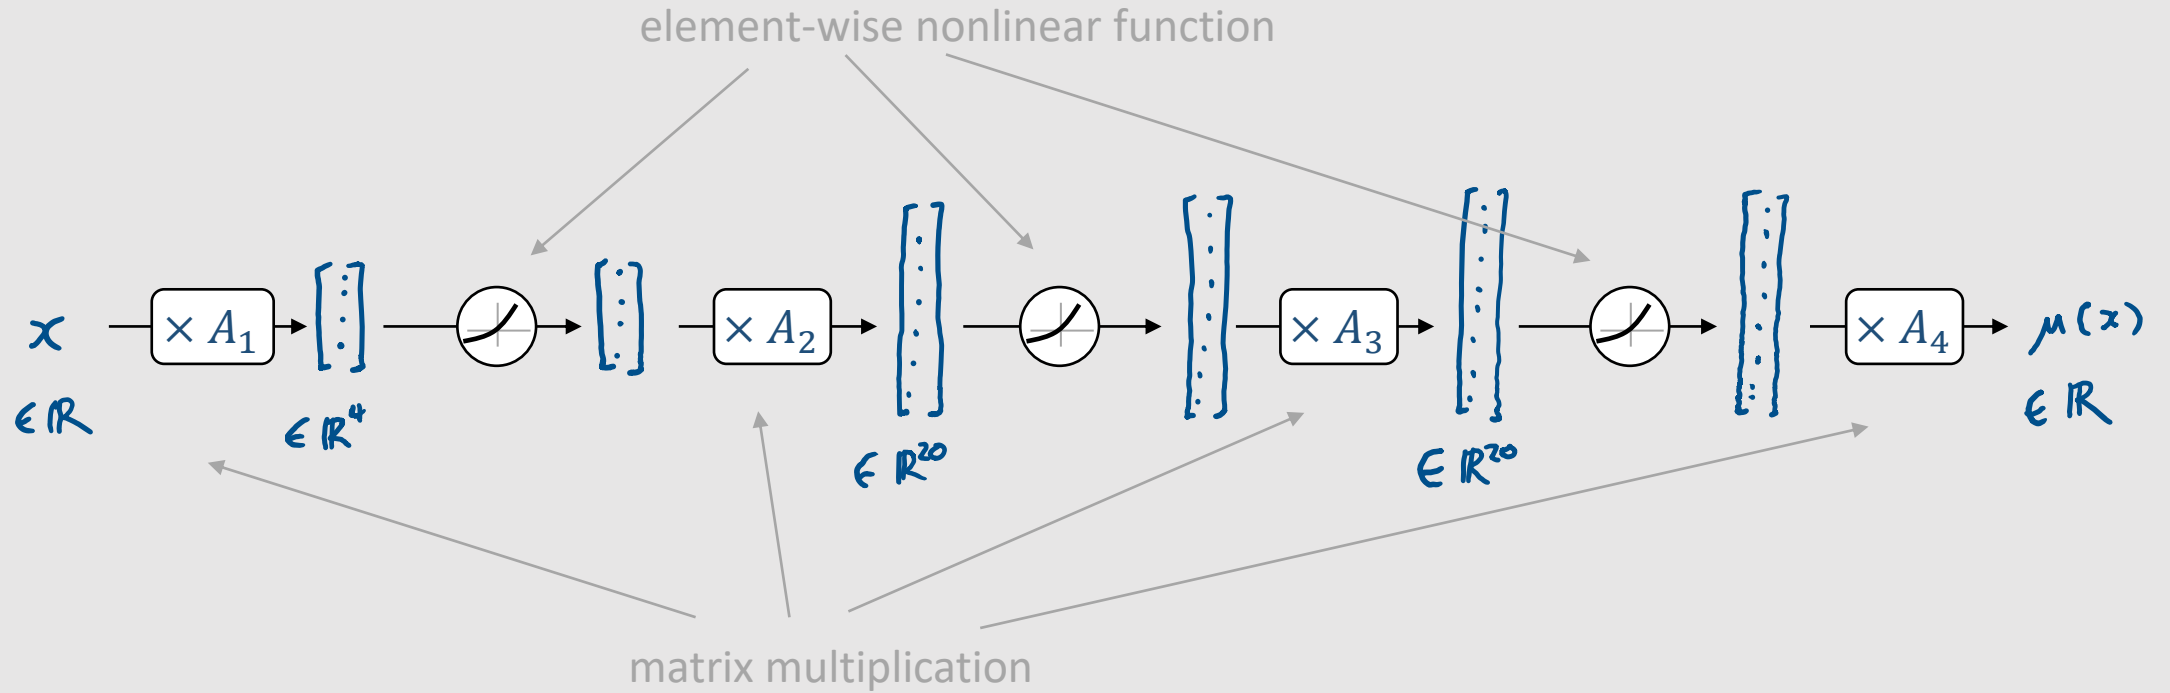 element-wise nonlinear function
x × A₁ × A₂ × A₃ × A₄ μ(x)
∈ ℝ ∈ ℝ⁴ ∈ ℝ²⁰ ∈ ℝ²⁰ ∈ ℝ
matrix multiplication